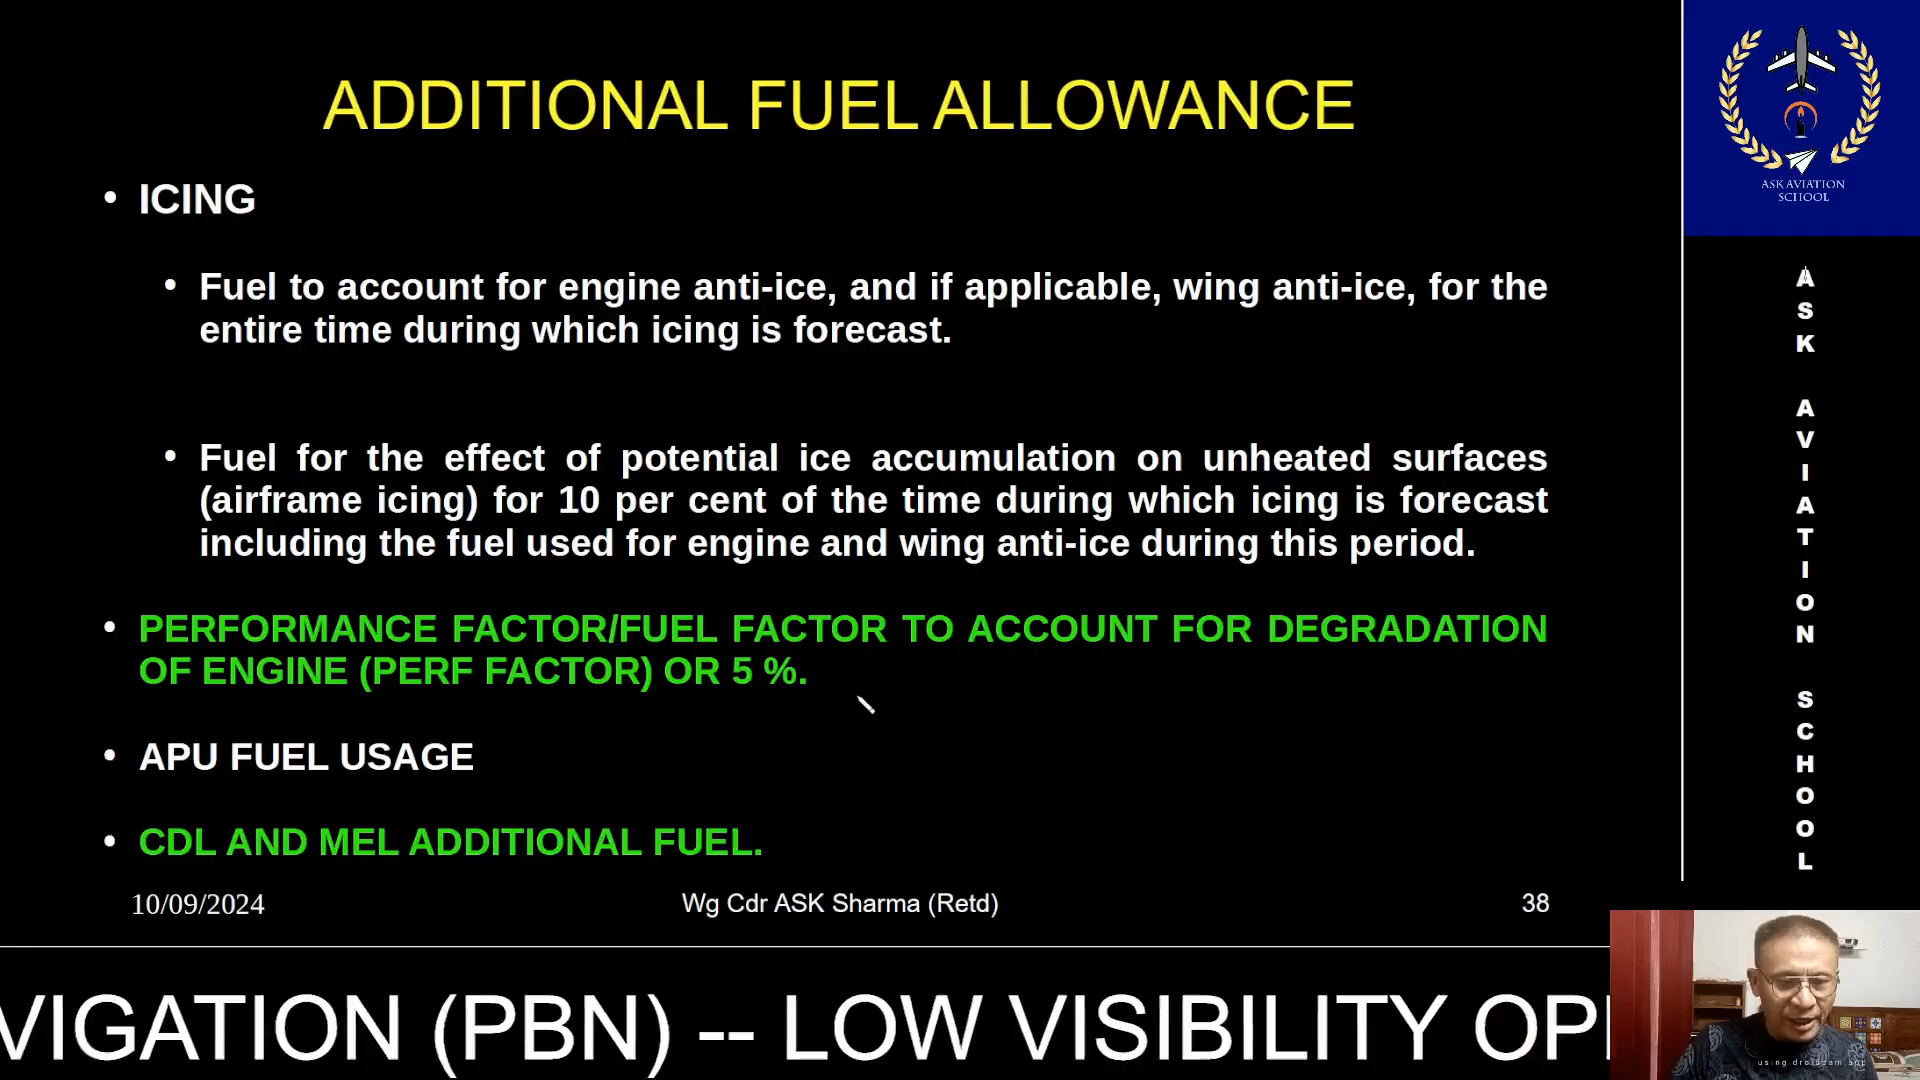 ADDITIONAL FUEL ALLOWANCE
• ICING
• Fuel to account for engine anti-ice, and if applicable, wing anti-ice, for the
entire time during which icing is forecast.
• Fuel for the effect of potential ice accumulation on unheated surfaces
(airframe icing) for 10 per cent of the time during which icing is forecast
including the fuel used for engine and wing anti-ice during this period.
• PERFORMANCE FACTOR/FUEL FACTOR TO ACCOUNT FOR DEGRADATION
OF ENGINE (PERF FACTOR) OR 5 %.
• APU FUEL USAGE
• CDL AND MEL ADDITIONAL FUEL.
10/09/2024
Wg Cdr ASK Sharma (Retd)
38
ASK AVIATION
SCHOOL
ASK AVIATION SCHOOL
VIGATION (PBN) -- LOW VISIBILITY OP